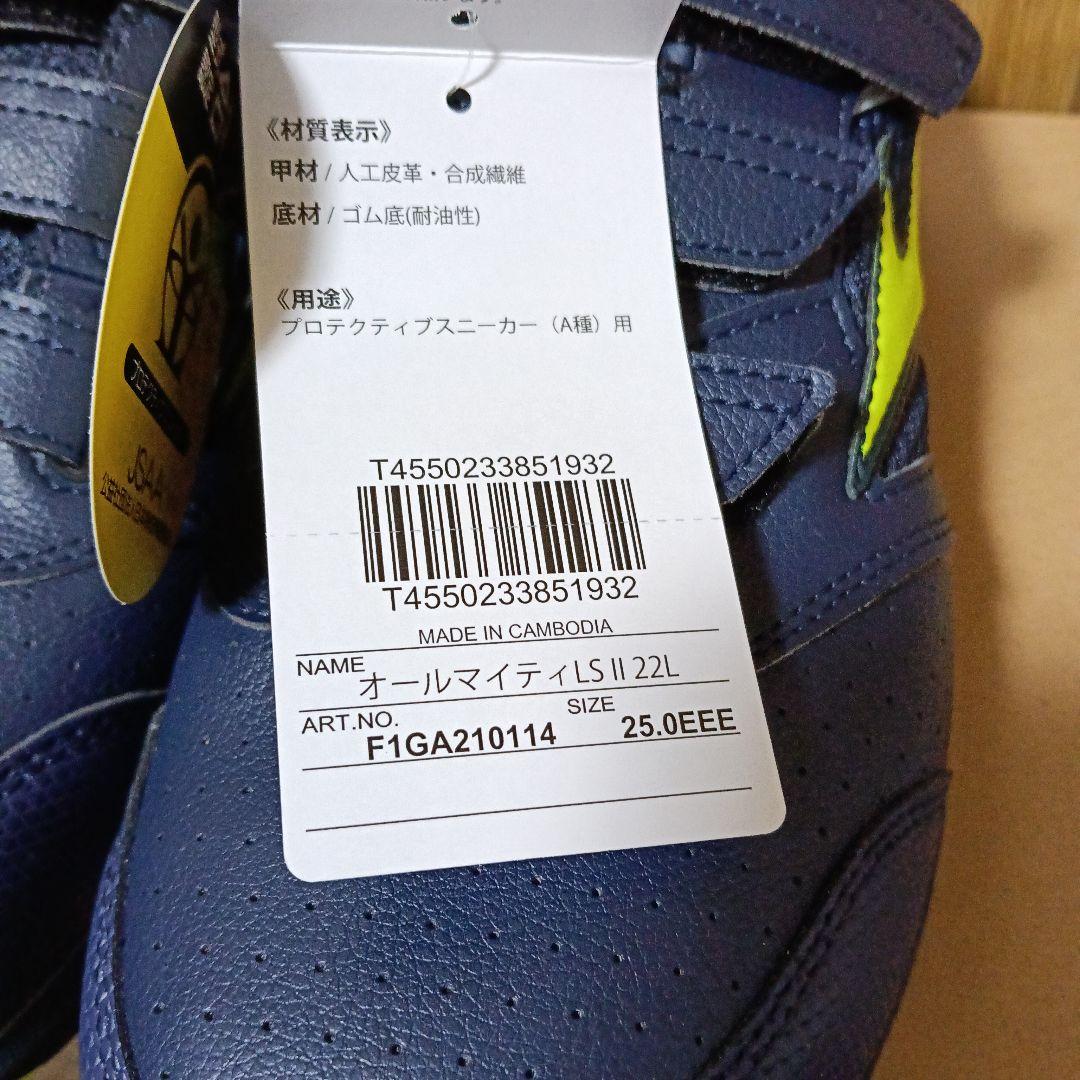 《材質表示》
甲材 / 人工皮革・合成繊維
底材 / ゴム底(耐油性)
《用途》
プロテクティブスニーカー（A種）用
T4550233851932
T4550233851932
MADE IN CAMBODIA
NAME オールマイティLS II 22L
ART.NO. F1GA210114 SIZE 25.0EEE
JSAA